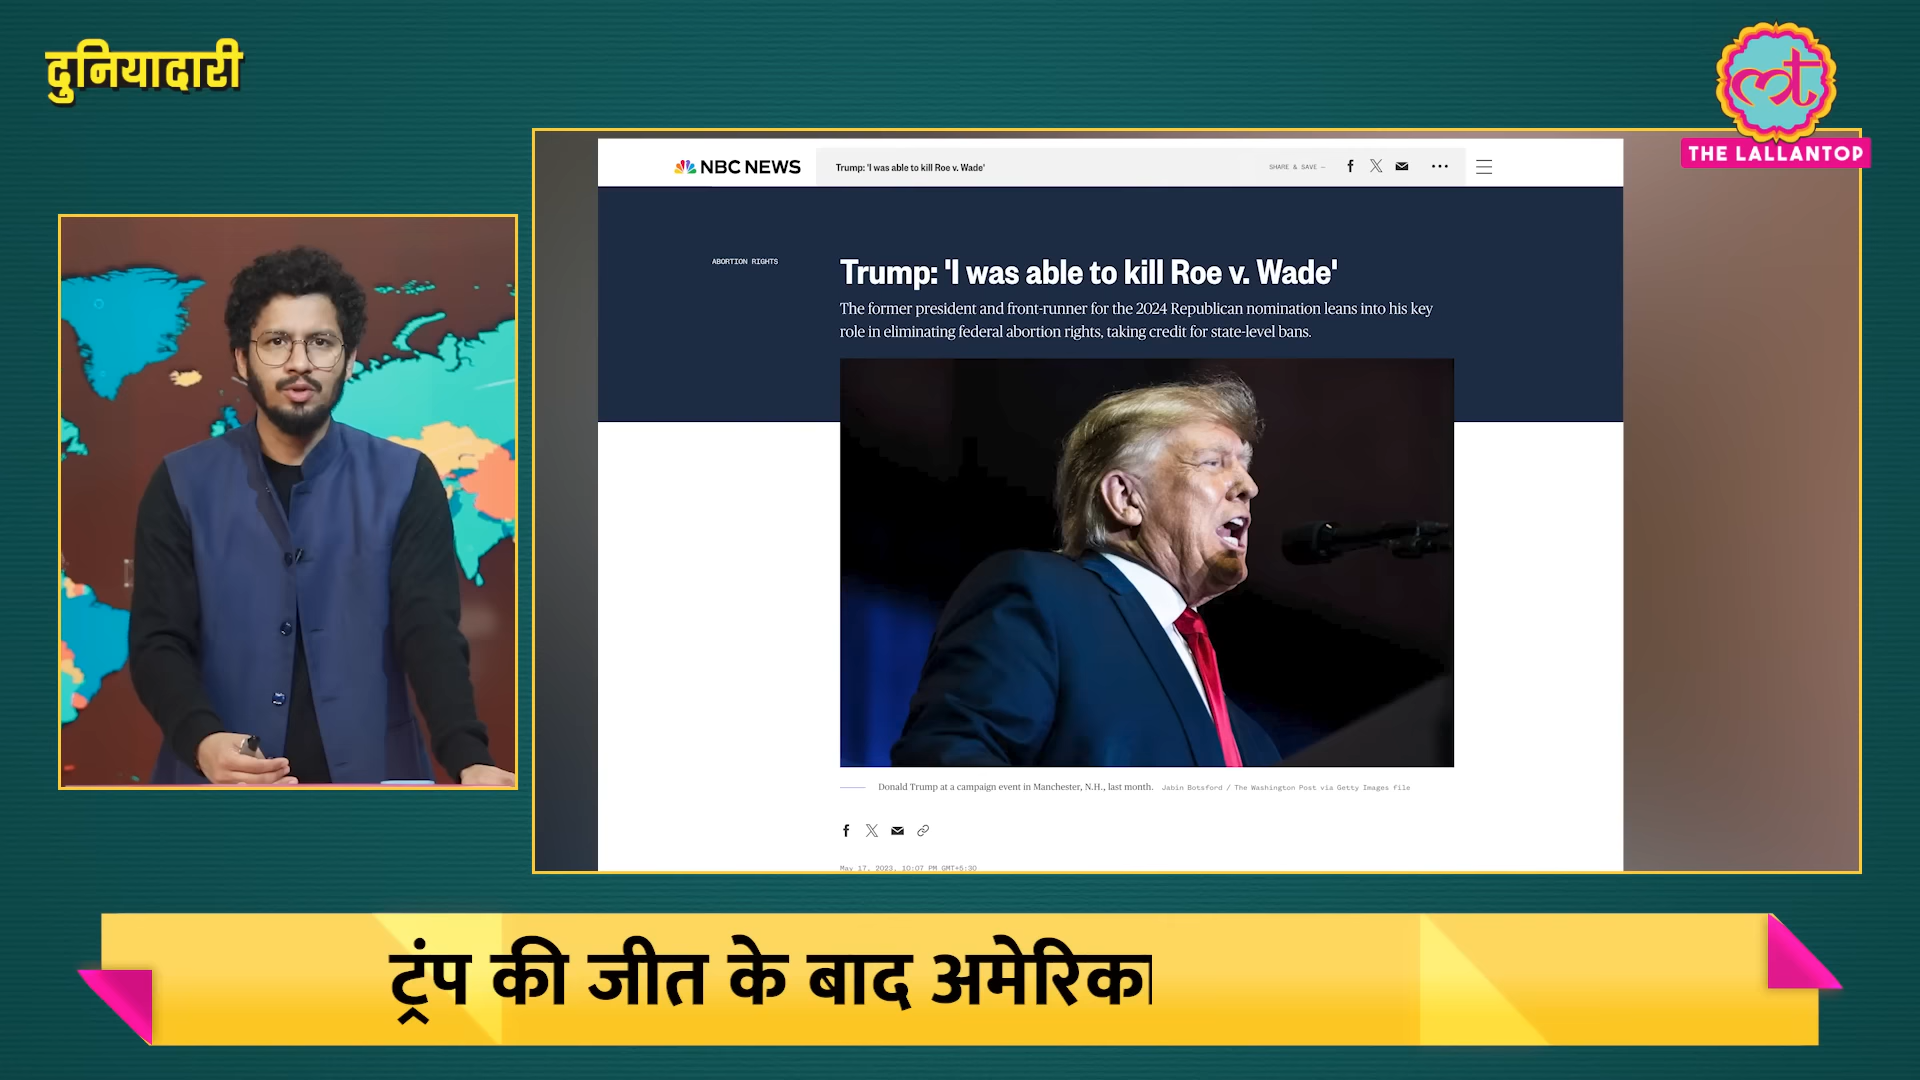 दुनियादारी
THE LALLANTOP
NBC NEWS
Trump: 'I was able to kill Roe v. Wade'
SHARE & SAVE —
ABORTION RIGHTS
Trump: 'I was able to kill Roe v. Wade'
The former president and front-runner for the 2024 Republican nomination leans into his key
role in eliminating federal abortion rights, taking credit for state-level bans.
Donald Trump at a campaign event in Manchester, N.H., last month. Jabin Botsford / The Washington Post via Getty Images file
May 17, 2023, 10:07 PM GMT+5:30
ट्रंप की जीत के बाद अमेरिका